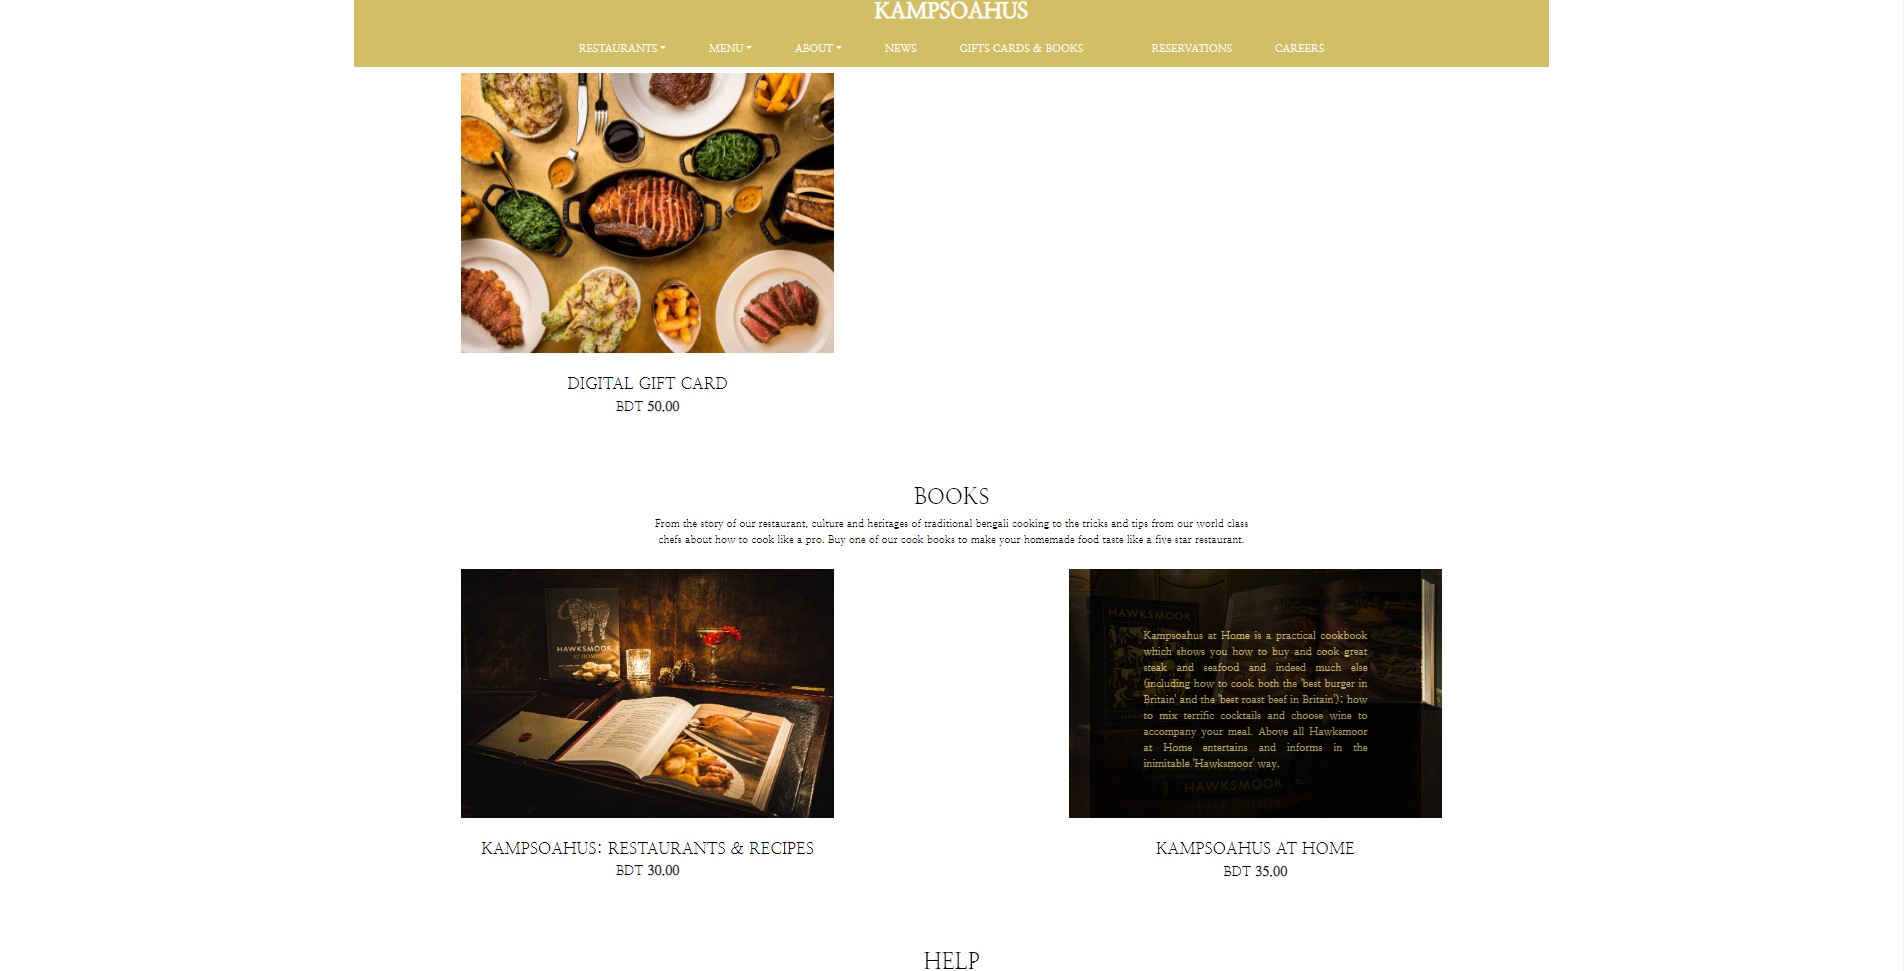 KAMPSOAHUS
RESTAURANTS MENU ABOUT NEWS GIFTS CARDS & BOOKS RESERVATIONS CAREERS
DIGITAL GIFT CARD
BDT 50.00
BOOKS
From the story of our restaurant, culture and heritages of traditional bengali cooking to the tricks and tips from our world class
chefs about how to cook like a pro. Buy one of our cook books to make your homemade food taste like a five star restaurant.
HAWKSMOOR
AT HOME
KAMPSOAHUS: RESTAURANTS & RECIPES
BDT 30.00
HAWKSMOOR
Kampsoahus at Home is a practical cookbook
which shows you how to buy and cook great
steak and seafood and indeed much else
(including how to cook both the 'best burger in
Britain' and the 'best roast beef in Britain'); how
to mix terrific cocktails and choose wine to
accompany your meal. Above all Hawksmoor
at Home entertains and informs in the
inimitable 'Hawksmoor' way.
HAWKSMOOR
KAMPSOAHUS AT HOME
BDT 35.00
HELP